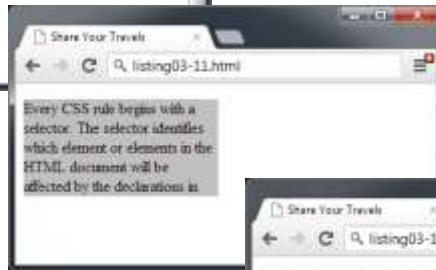 Share Your Travels
listing03-11.html
Every CSS rule begins with a
selector. The selector identifies
which element or elements in the
HTML document will be
affected by the declarations in
Share Your Travels
listing03-1